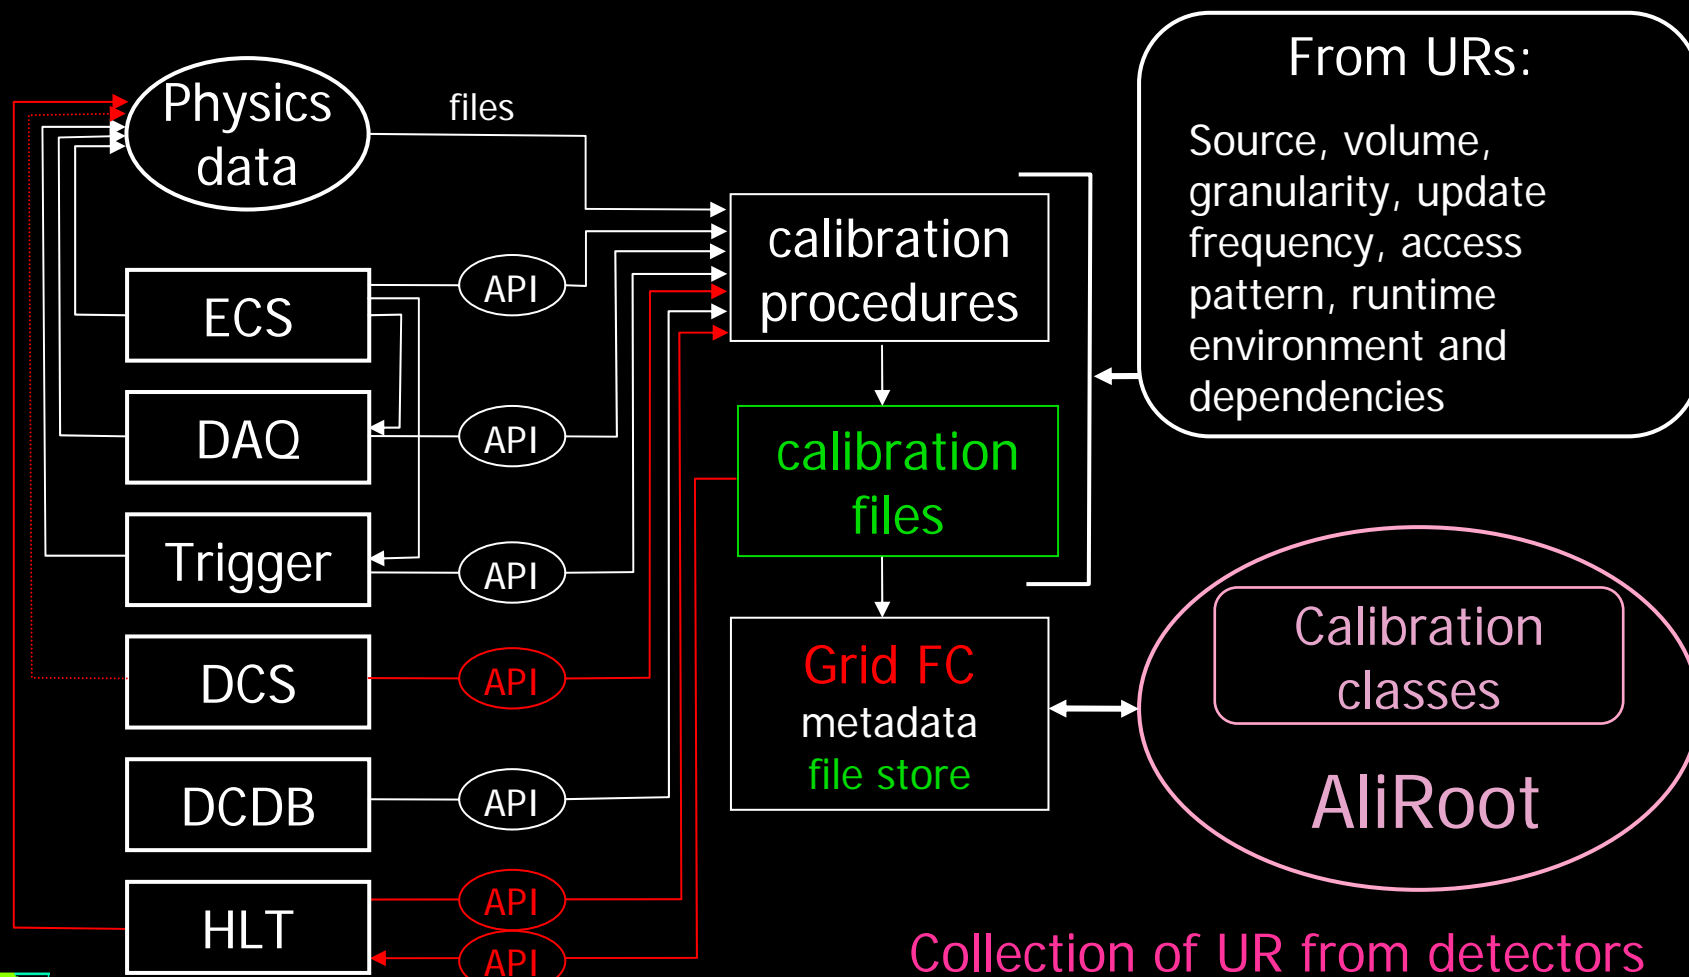 Physics
data
files
ECS
API
DAQ
API
Trigger
API
DCS
API
DCDB
API
HLT
API
API
calibration
procedures
calibration
files
Grid FC
metadata
file store
From URs:
Source, volume,
granularity, update
frequency, access
pattern, runtime
environment and
dependencies
Calibration
classes
AliRoot
Collection of UR from detectors